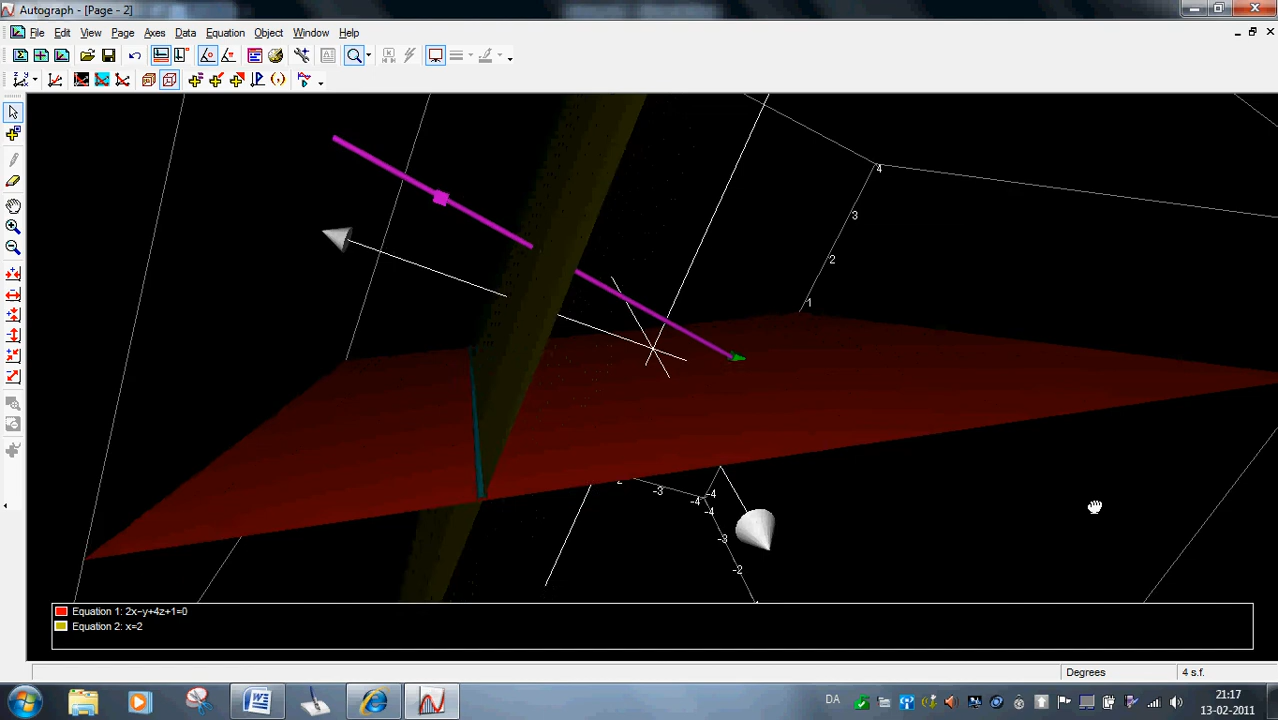 Autograph - [Page - 2]
File Edit View Page Axes Data Equation Object Window Help
4
3
2
1
2
-3
-4
-4
-4
-3
-2
Equation 1: 2x−y+4z+1=0
Equation 2: x=2
Degrees
4 s.f.
DA
21:17
13-02-2011